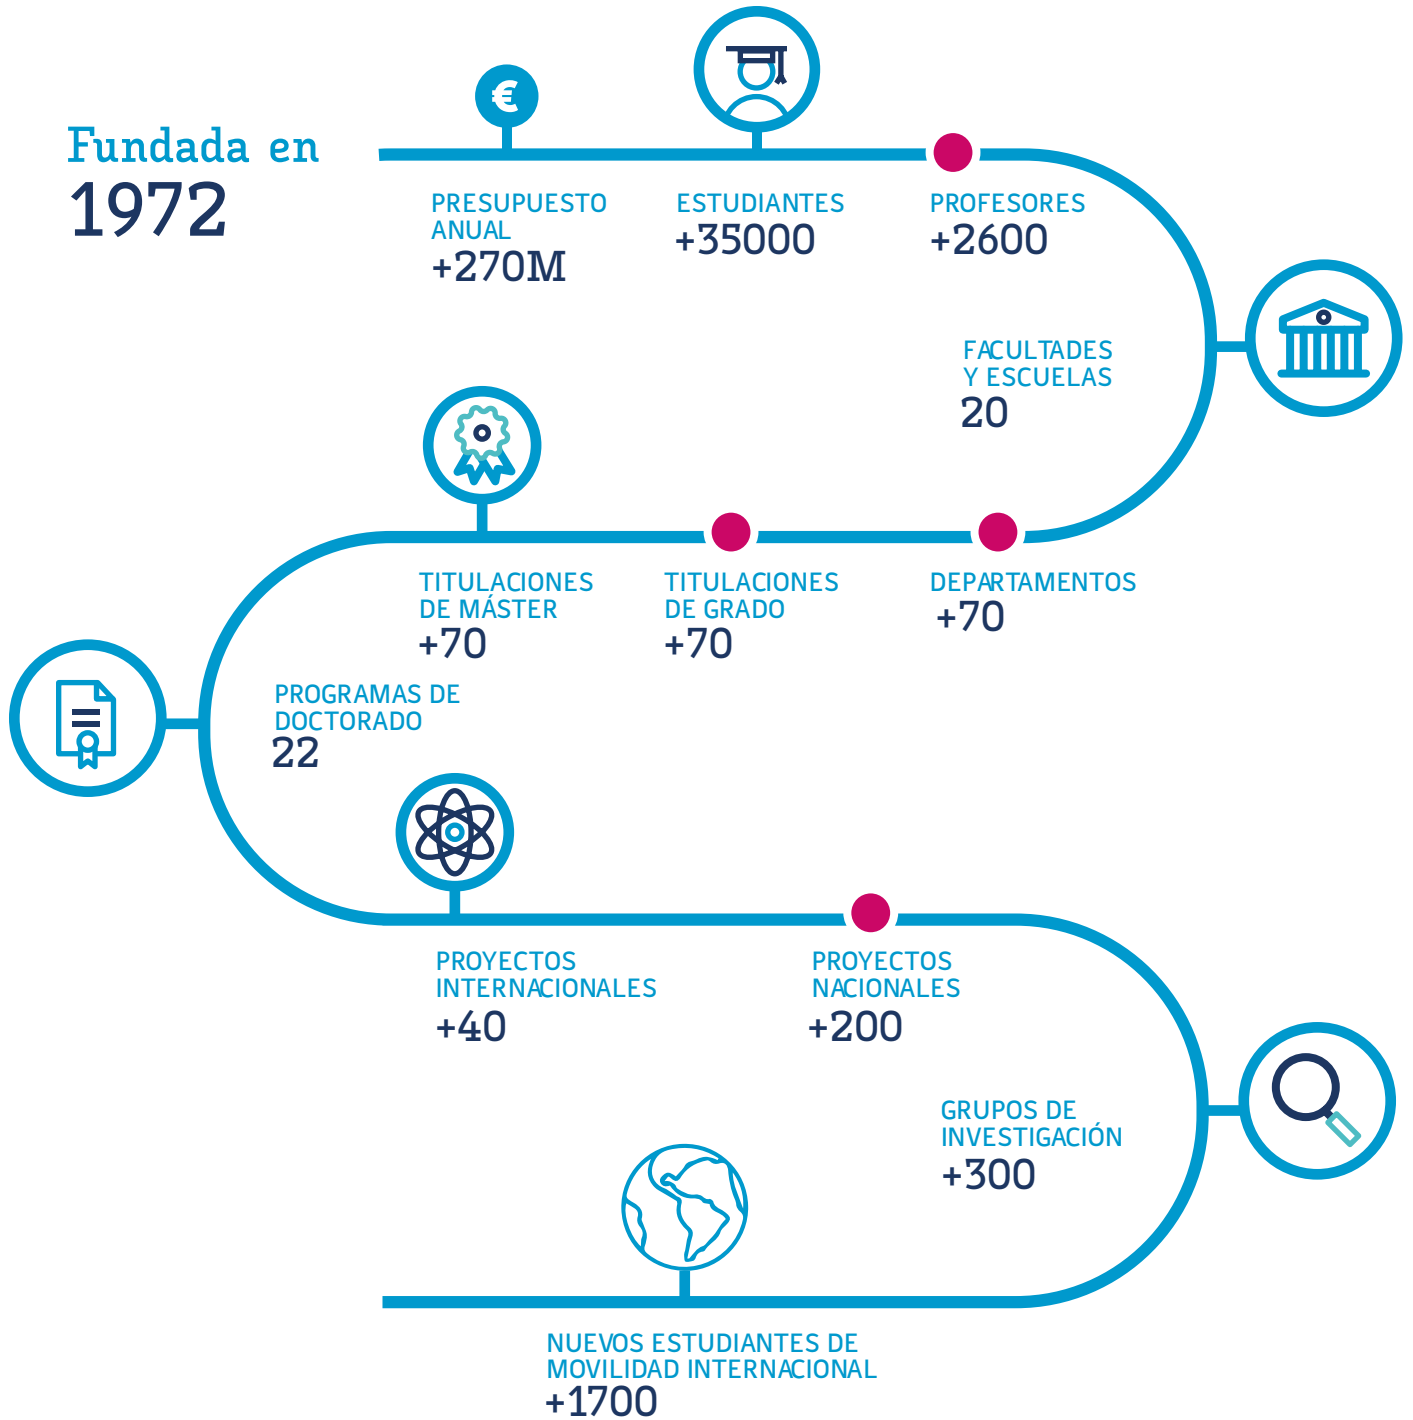 Fundada en
1972
€
PRESUPUESTO
ANUAL
+270M
ESTUDIANTES
+35000
PROFESORES
+2600
FACULTADES
Y ESCUELAS
20
TITULACIONES
DE MÁSTER
+70
TITULACIONES
DE GRADO
+70
DEPARTAMENTOS
+70
PROGRAMAS DE
DOCTORADO
22
PROYECTOS
INTERNACIONALES
+40
PROYECTOS
NACIONALES
+200
GRUPOS DE
INVESTIGACIÓN
+300
NUEVOS ESTUDIANTES DE
MOVILIDAD INTERNACIONAL
+1700